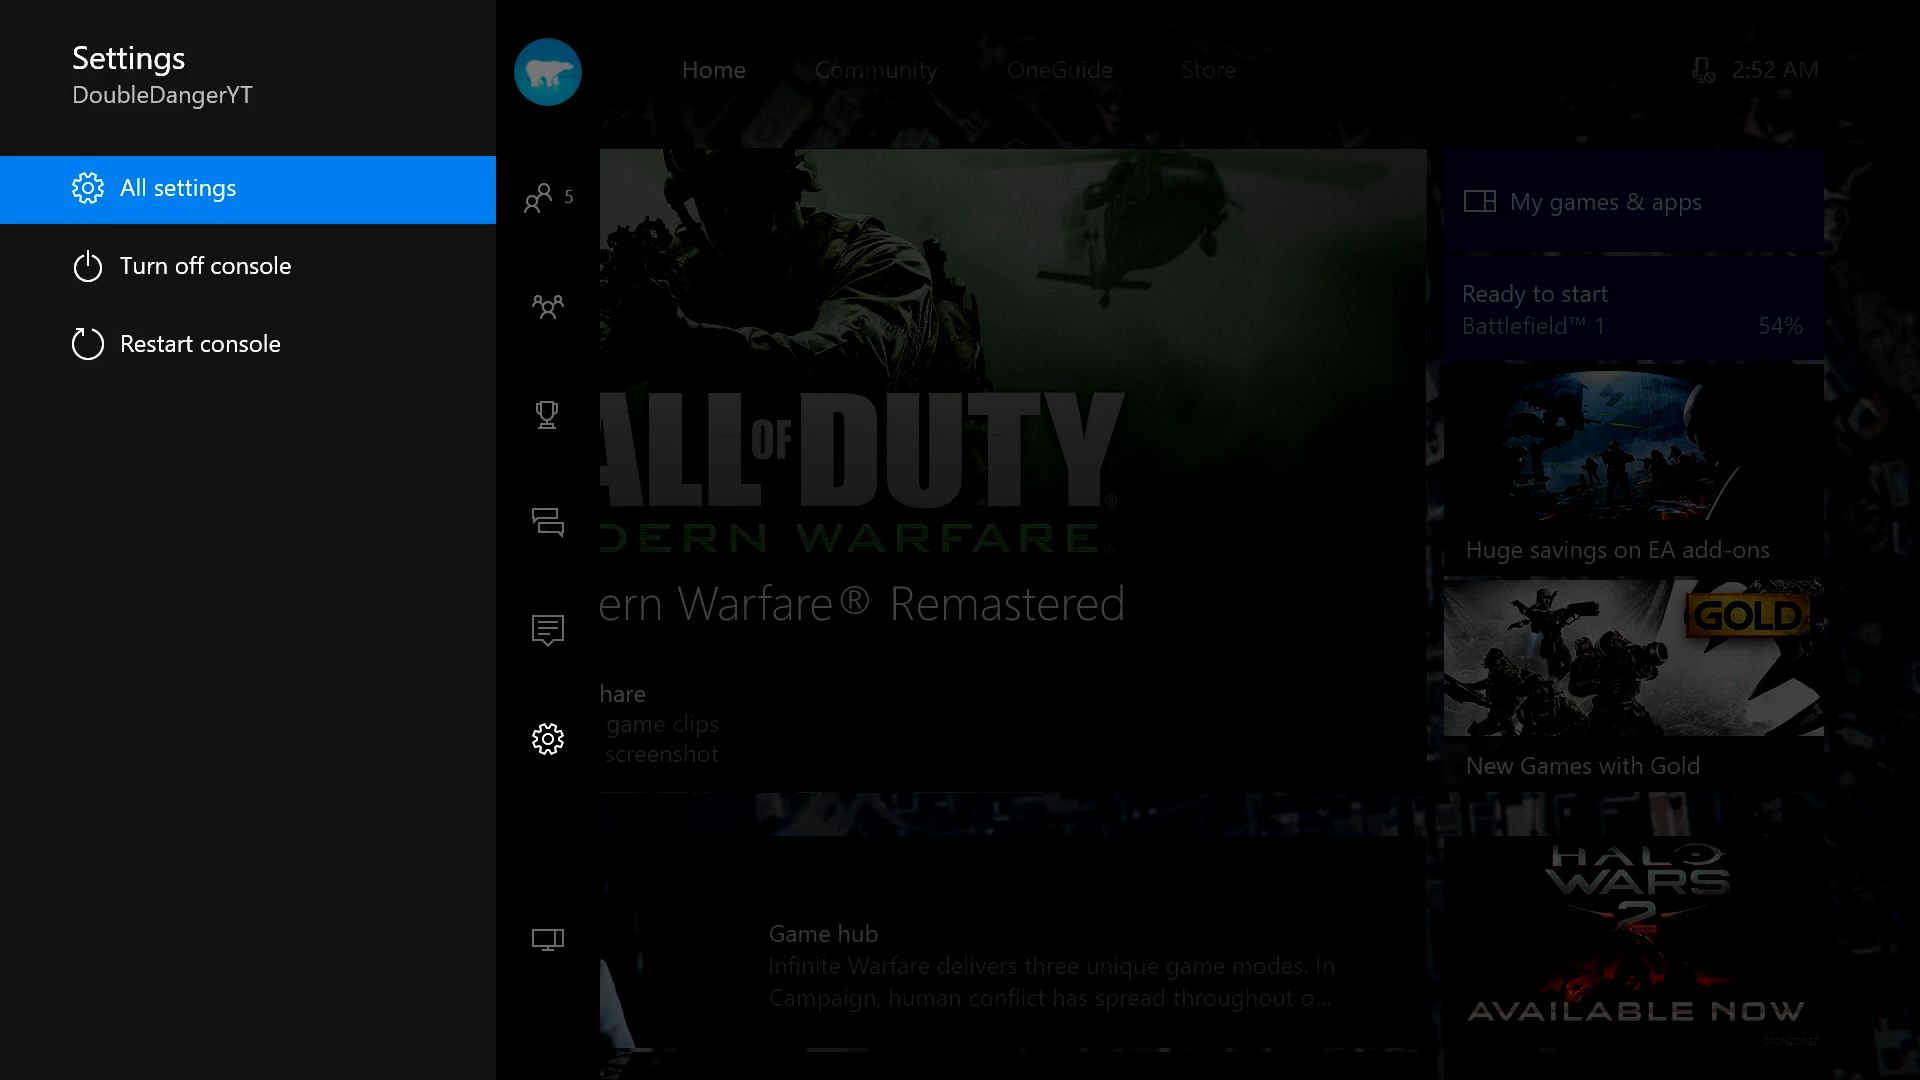 Settings
DoubleDangerYT
All settings
Turn off console
Restart console
Home
Community
OneGuide
Store
2:52 AM
5
ALL OF DUTY®
DERN WARFARE®
ern Warfare® Remastered
hare
game clips
screenshot
Game hub
Infinite Warfare delivers three unique game modes. In
Campaign, human conflict has spread throughout o...
My games & apps
Ready to start
Battlefield™ 1
54%
Huge savings on EA add-ons
GOLD
New Games with Gold
HALO
WARS
2
AVAILABLE NOW
SPONSORED